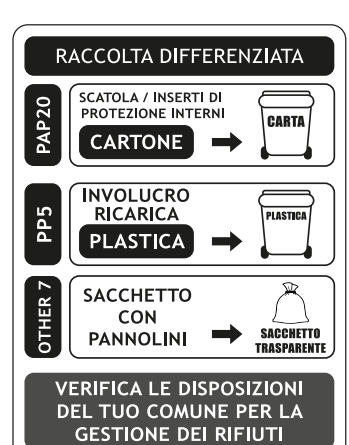 RACCOLTA DIFFERENZIATA
PAP20
SCATOLA / INSERTI DI
PROTEZIONE INTERNI
CARTONE
CARTA
PP5
INVOLUCRO
RICARICA
PLASTICA
PLASTICA
OTHER 7
SACCHETTO
CON
PANNOLINI
SACCHETTO
TRASPARENTE
VERIFICA LE DISPOSIZIONI
DEL TUO COMUNE PER LA
GESTIONE DEI RIFIUTI